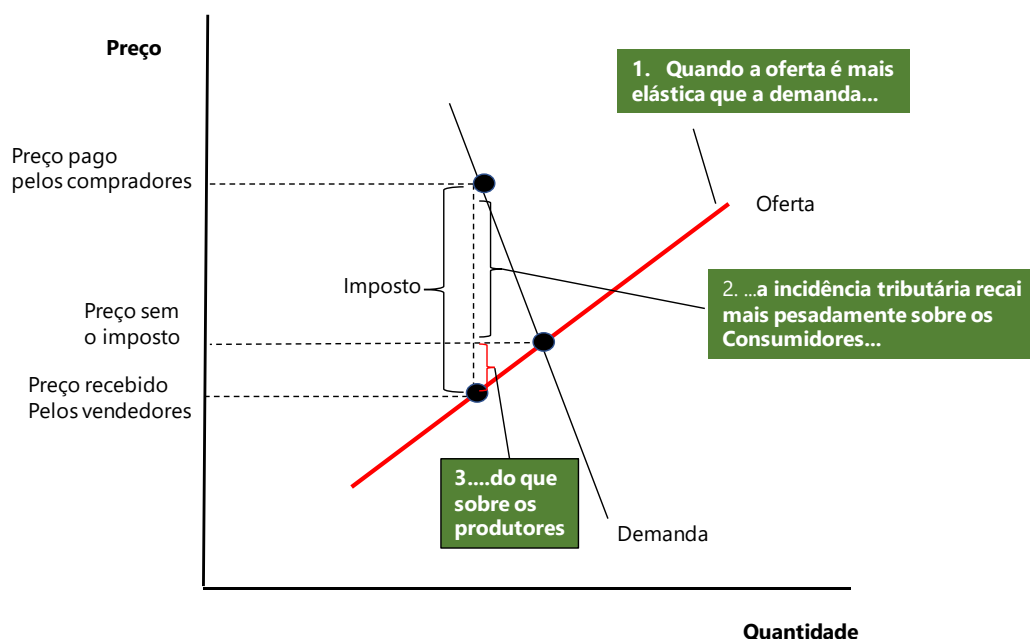 Preço
1. Quando a oferta é mais
elástica que a demanda...
Preço pago
pelos compradores
Oferta
Imposto
2. ...a incidência tributária recai
mais pesadamente sobre os
Consumidores...
Preço sem
o imposto
Preço recebido
Pelos vendedores
3....do que
sobre os
produtores
Demanda
Quantidade